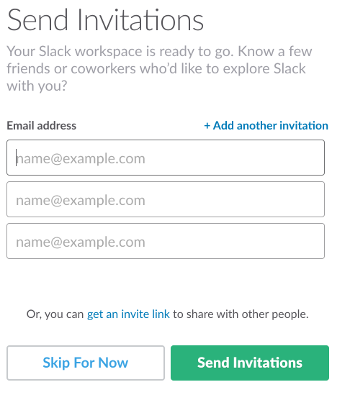 Send Invitations
Your Slack workspace is ready to go. Know a few
friends or coworkers who'd like to explore Slack
with you?
Email address + Add another invitation
name@example.com
name@example.com
name@example.com
Or, you can get an invite link to share with other people.
Skip For Now Send Invitations